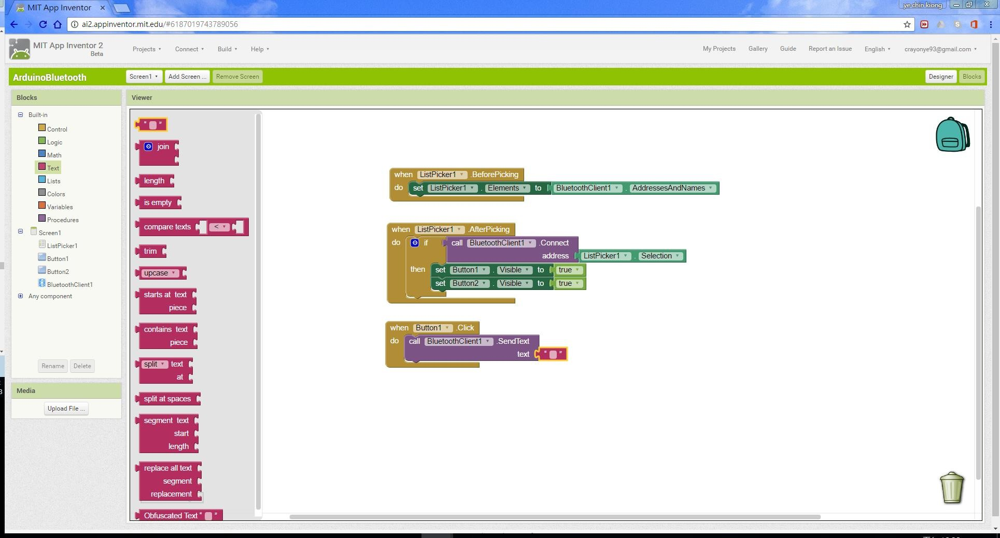 MIT App Inventor
ye chin kiong
ai2.appinventor.mit.edu/#6187019743789056
MIT App Inventor 2
Beta
Projects
Connect
Build
Help
My Projects
Gallery
Guide
Report an Issue
English
crayonye93@gmail.com
ArduinoBluetooth
Screen1
Add Screen ...
Remove Screen
Designer
Blocks
Blocks
Built-in
Control
Logic
Math
Text
Lists
Colors
Variables
Procedures
Screen1
ListPicker1
Button1
Button2
BluetoothClient1
Any component
Rename
Delete
Media
Upload File ...
Viewer
“ ”
join
length
is empty
compare texts <
trim
upcase
starts at text
piece
contains text
piece
split text
at
split at spaces
segment text
start
length
replace all text
segment
replacement
Obfuscated Text “ ”
when ListPicker1 .BeforePicking
do set ListPicker1 . Elements to BluetoothClient1 . AddressesAndNames
when ListPicker1 .AfterPicking
do if call BluetoothClient1 .Connect
address ListPicker1 . Selection
then set Button1 . Visible to true
set Button2 . Visible to true
when Button1 .Click
do call BluetoothClient1 .SendText
text “ ”